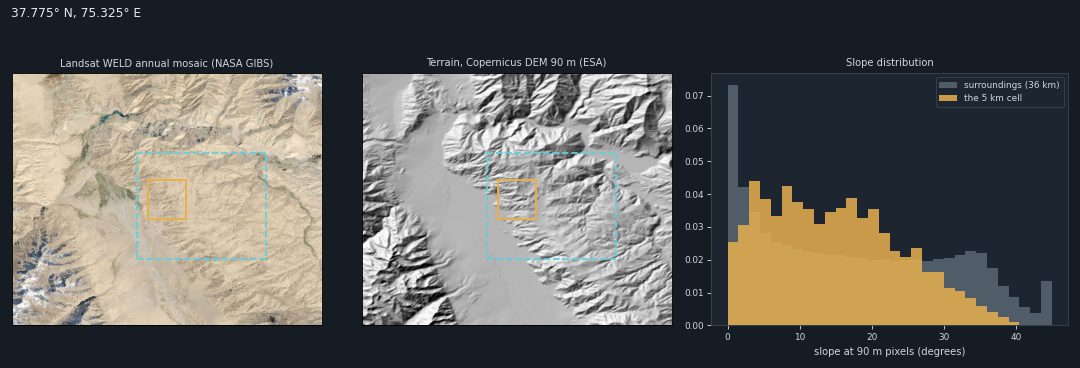 37.775° N, 75.325° E
Landsat WELD annual mosaic (NASA GIBS)
Terrain, Copernicus DEM 90 m (ESA)
Slope distribution
surroundings (36 km)
the 5 km cell
0.07
0.06
0.05
0.04
0.03
0.02
0.01
0.00
0 10 20 30 40
slope at 90 m pixels (degrees)